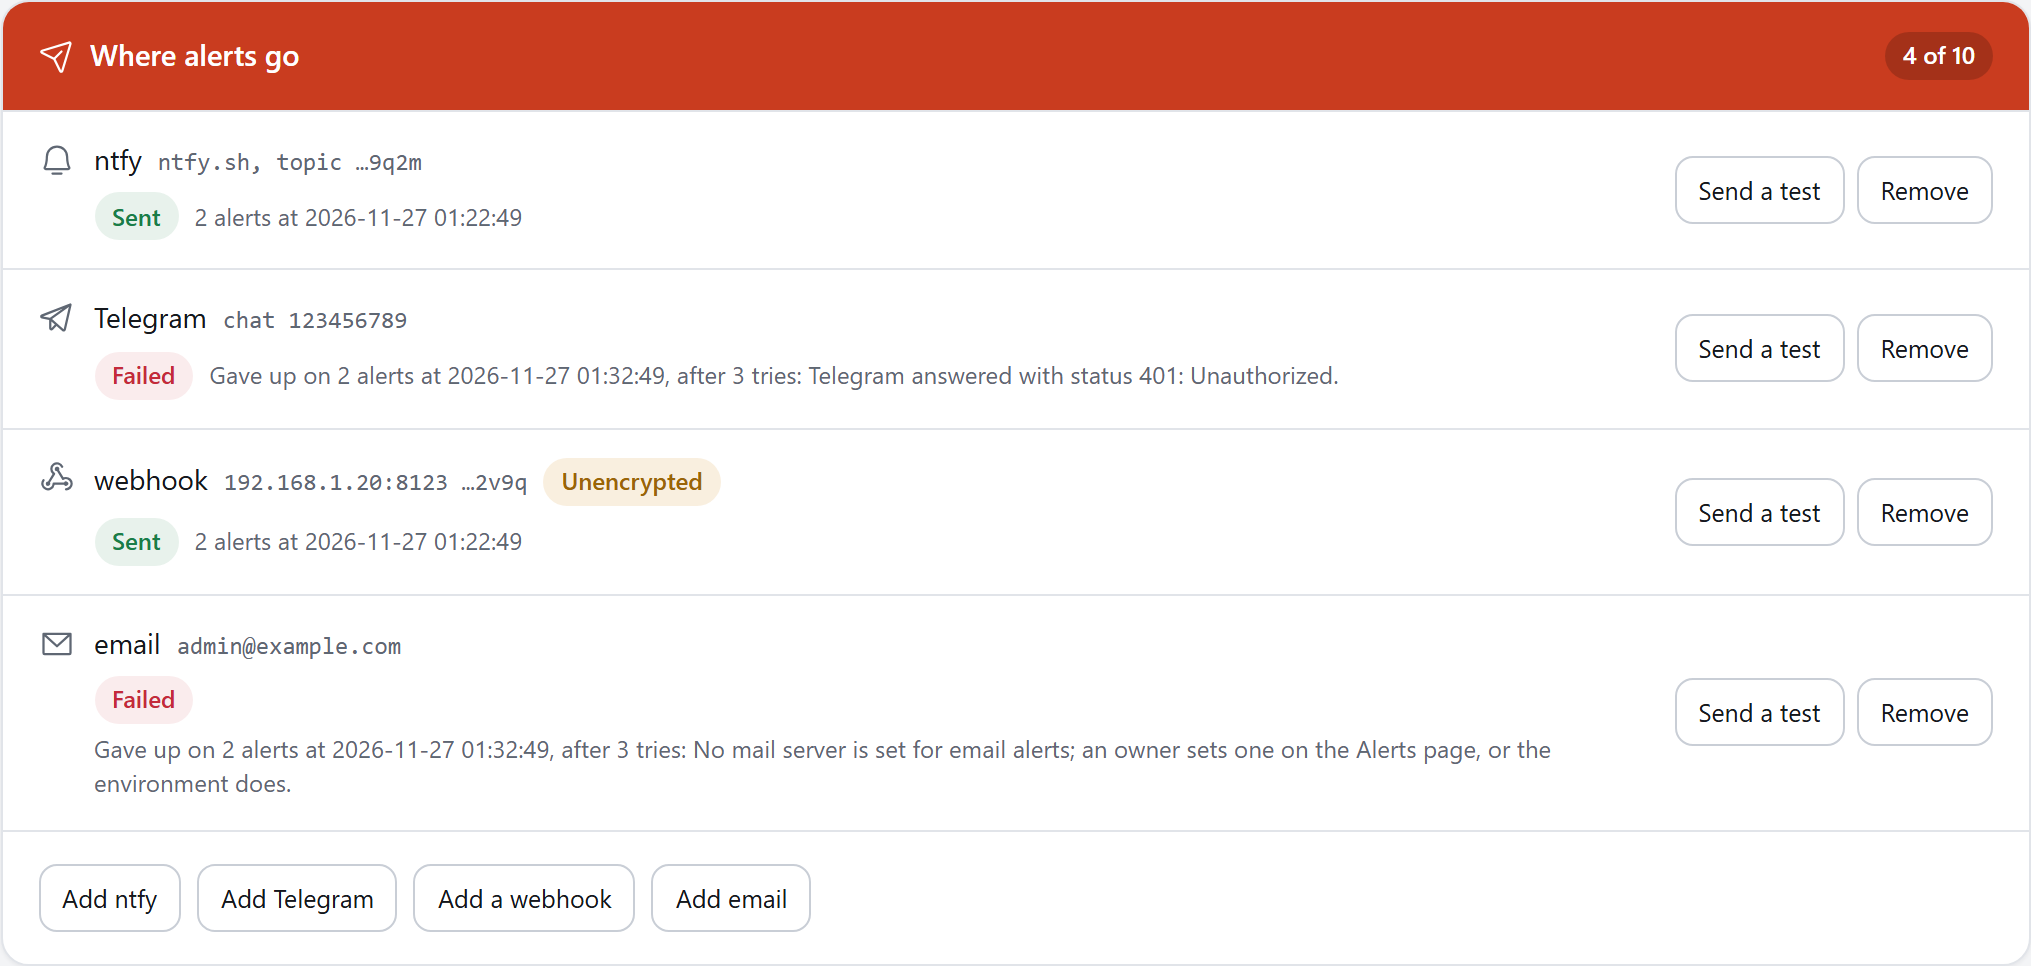 Where alerts go
4 of 10
ntfy ntfy.sh, topic …9q2m
Sent 2 alerts at 2026-11-27 01:22:49
Send a test
Remove
Telegram chat 123456789
Failed Gave up on 2 alerts at 2026-11-27 01:32:49, after 3 tries: Telegram answered with status 401: Unauthorized.
Send a test
Remove
webhook 192.168.1.20:8123 …2v9q Unencrypted
Sent 2 alerts at 2026-11-27 01:22:49
Send a test
Remove
email admin@example.com
Failed
Gave up on 2 alerts at 2026-11-27 01:32:49, after 3 tries: No mail server is set for email alerts; an owner sets one on the Alerts page, or the
environment does.
Send a test
Remove
Add ntfy
Add Telegram
Add a webhook
Add email